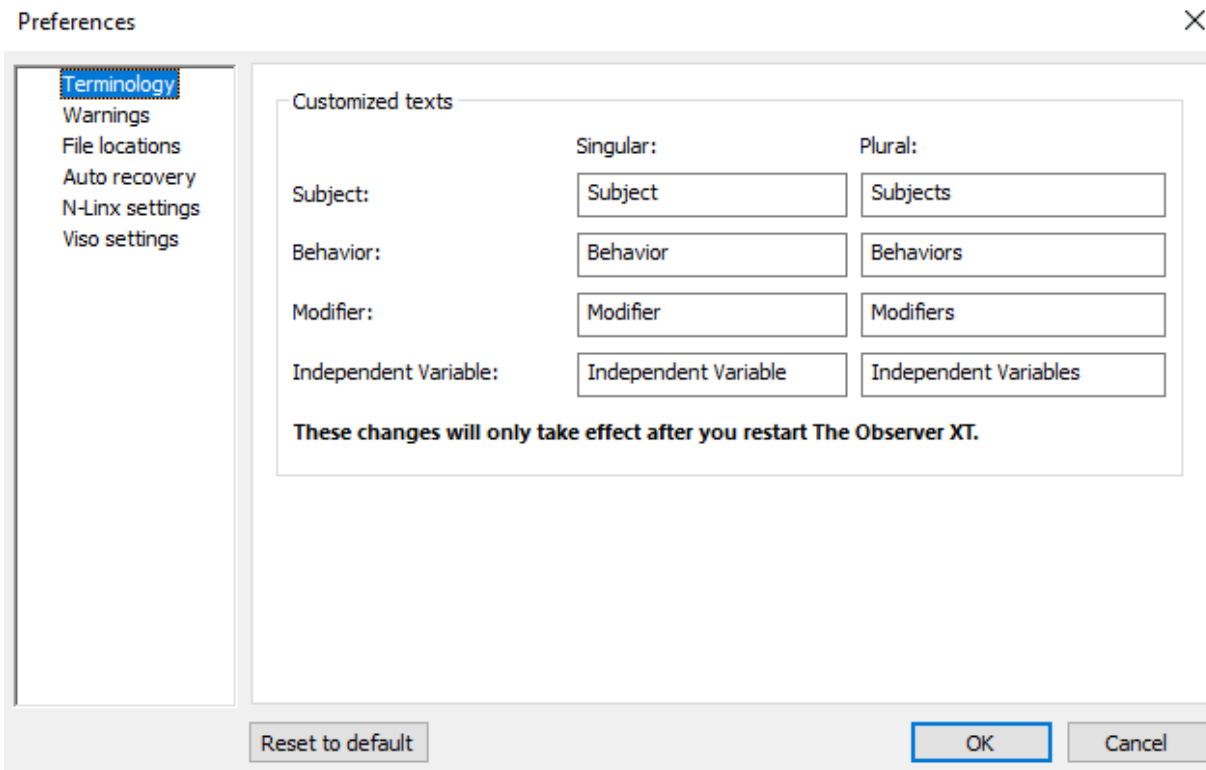 Preferences
Terminology
Warnings
File locations
Auto recovery
N-Linx settings
Viso settings
Customized texts
Singular: Plural:
Subject: Subject Subjects
Behavior: Behavior Behaviors
Modifier: Modifier Modifiers
Independent Variable: Independent Variable Independent Variables
These changes will only take effect after you restart The Observer XT.
Reset to default OK Cancel